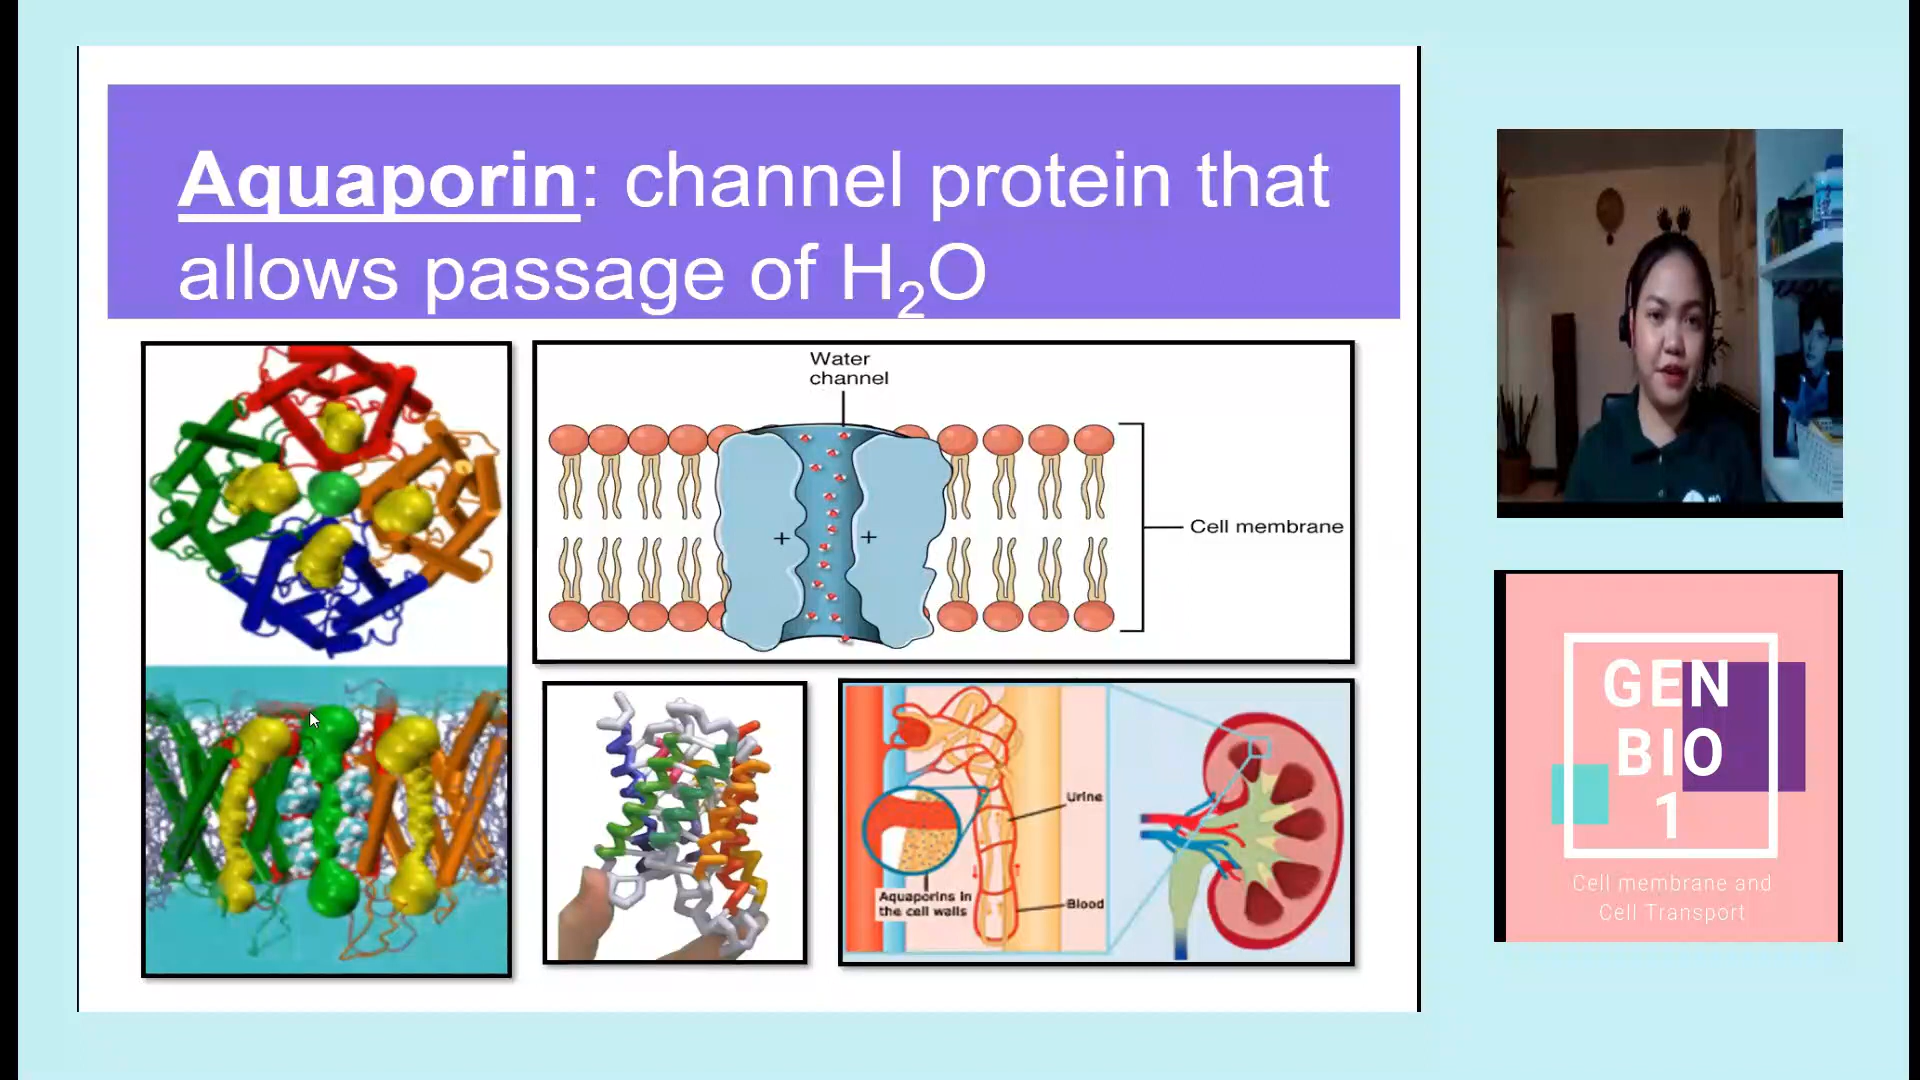 Aquaporin: channel protein that
allows passage of H₂O
Water
channel
+
+
Cell membrane
Urine
Aquaporins in
the cell walls
Blood
GEN
BIO
1
Cell membrane and
Cell Transport